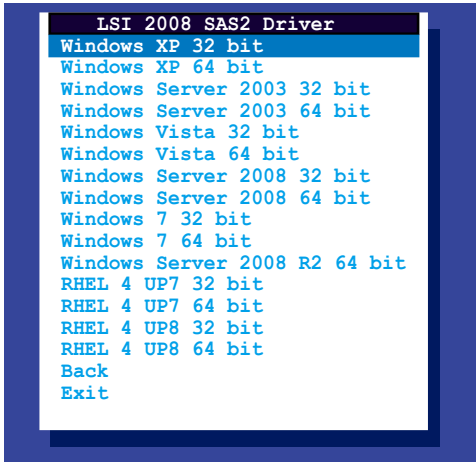 LSI 2008 SAS2 Driver
Windows XP 32 bit
Windows XP 64 bit
Windows Server 2003 32 bit
Windows Server 2003 64 bit
Windows Vista 32 bit
Windows Vista 64 bit
Windows Server 2008 32 bit
Windows Server 2008 64 bit
Windows 7 32 bit
Windows 7 64 bit
Windows Server 2008 R2 64 bit
RHEL 4 UP7 32 bit
RHEL 4 UP7 64 bit
RHEL 4 UP8 32 bit
RHEL 4 UP8 64 bit
Back
Exit